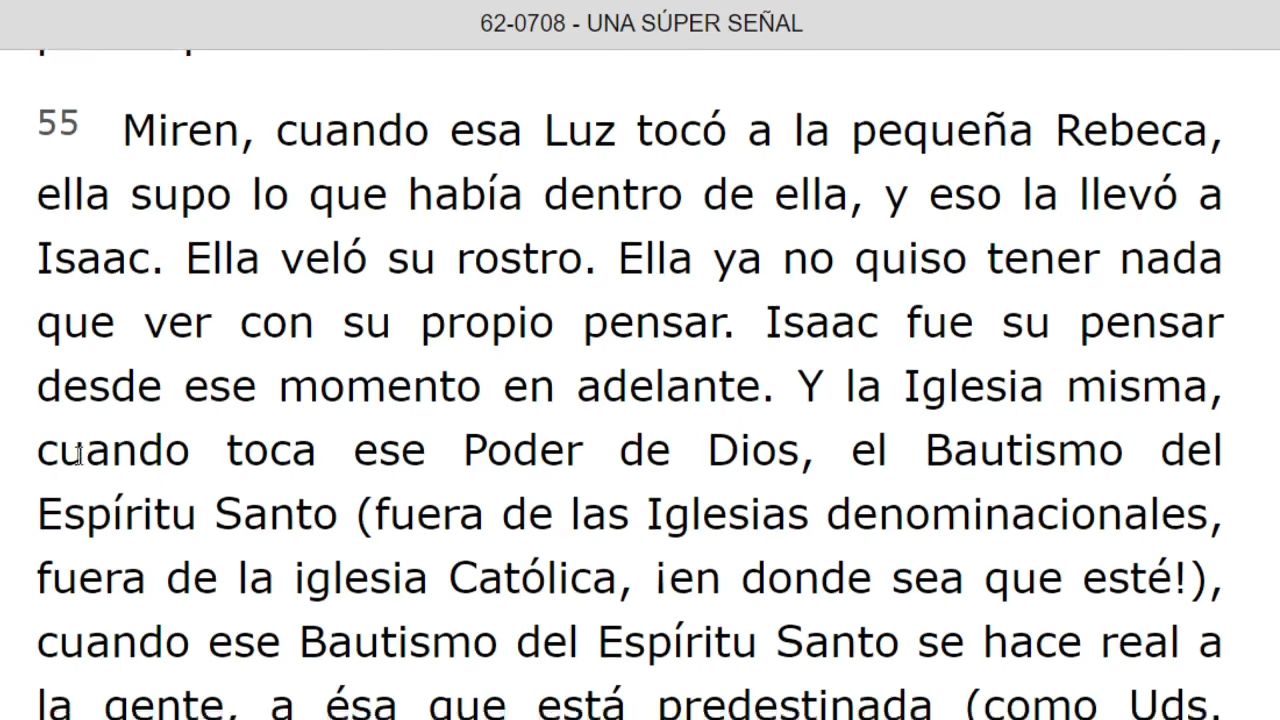 62-0708 - UNA SÚPER SEÑAL
55 Miren, cuando esa Luz tocó a la pequeña Rebeca,
ella supo lo que había dentro de ella, y eso la llevó a
Isaac. Ella veló su rostro. Ella ya no quiso tener nada
que ver con su propio pensar. Isaac fue su pensar
desde ese momento en adelante. Y la Iglesia misma,
cuando toca ese Poder de Dios, el Bautismo del
Espíritu Santo (fuera de las Iglesias denominacionales,
fuera de la iglesia Católica, ¡en donde sea que esté!),
cuando ese Bautismo del Espíritu Santo se hace real a
la gente, a ésa que está predestinada (como Uds.